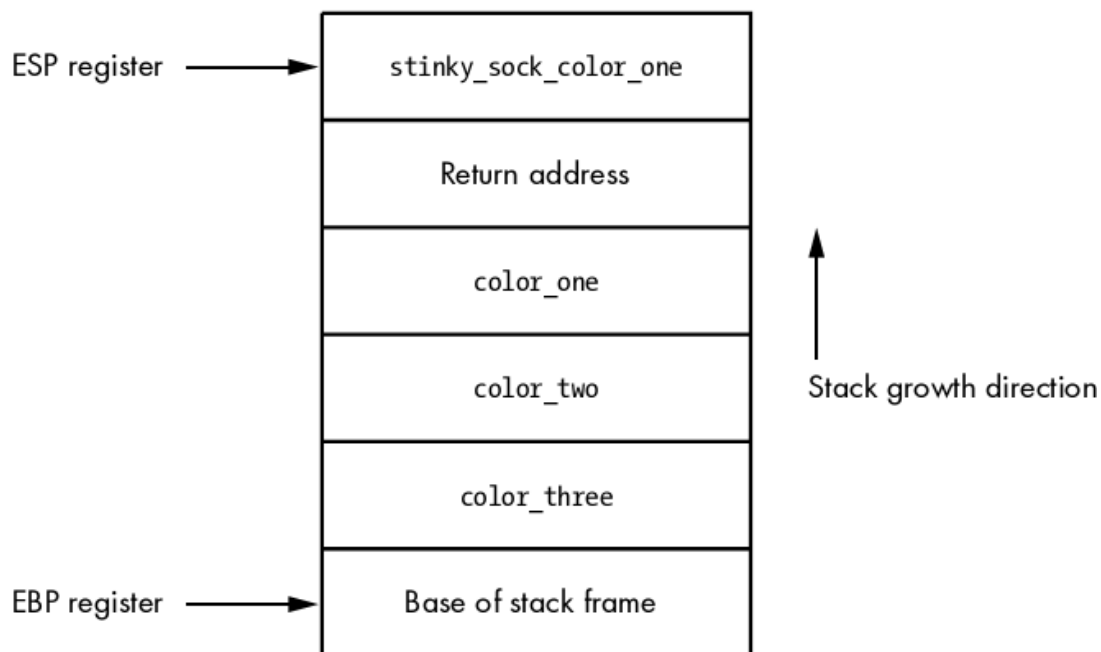 ESP register
stinky_sock_color_one
Return address
color_one
color_two
Stack growth direction
color_three
EBP register
Base of stack frame